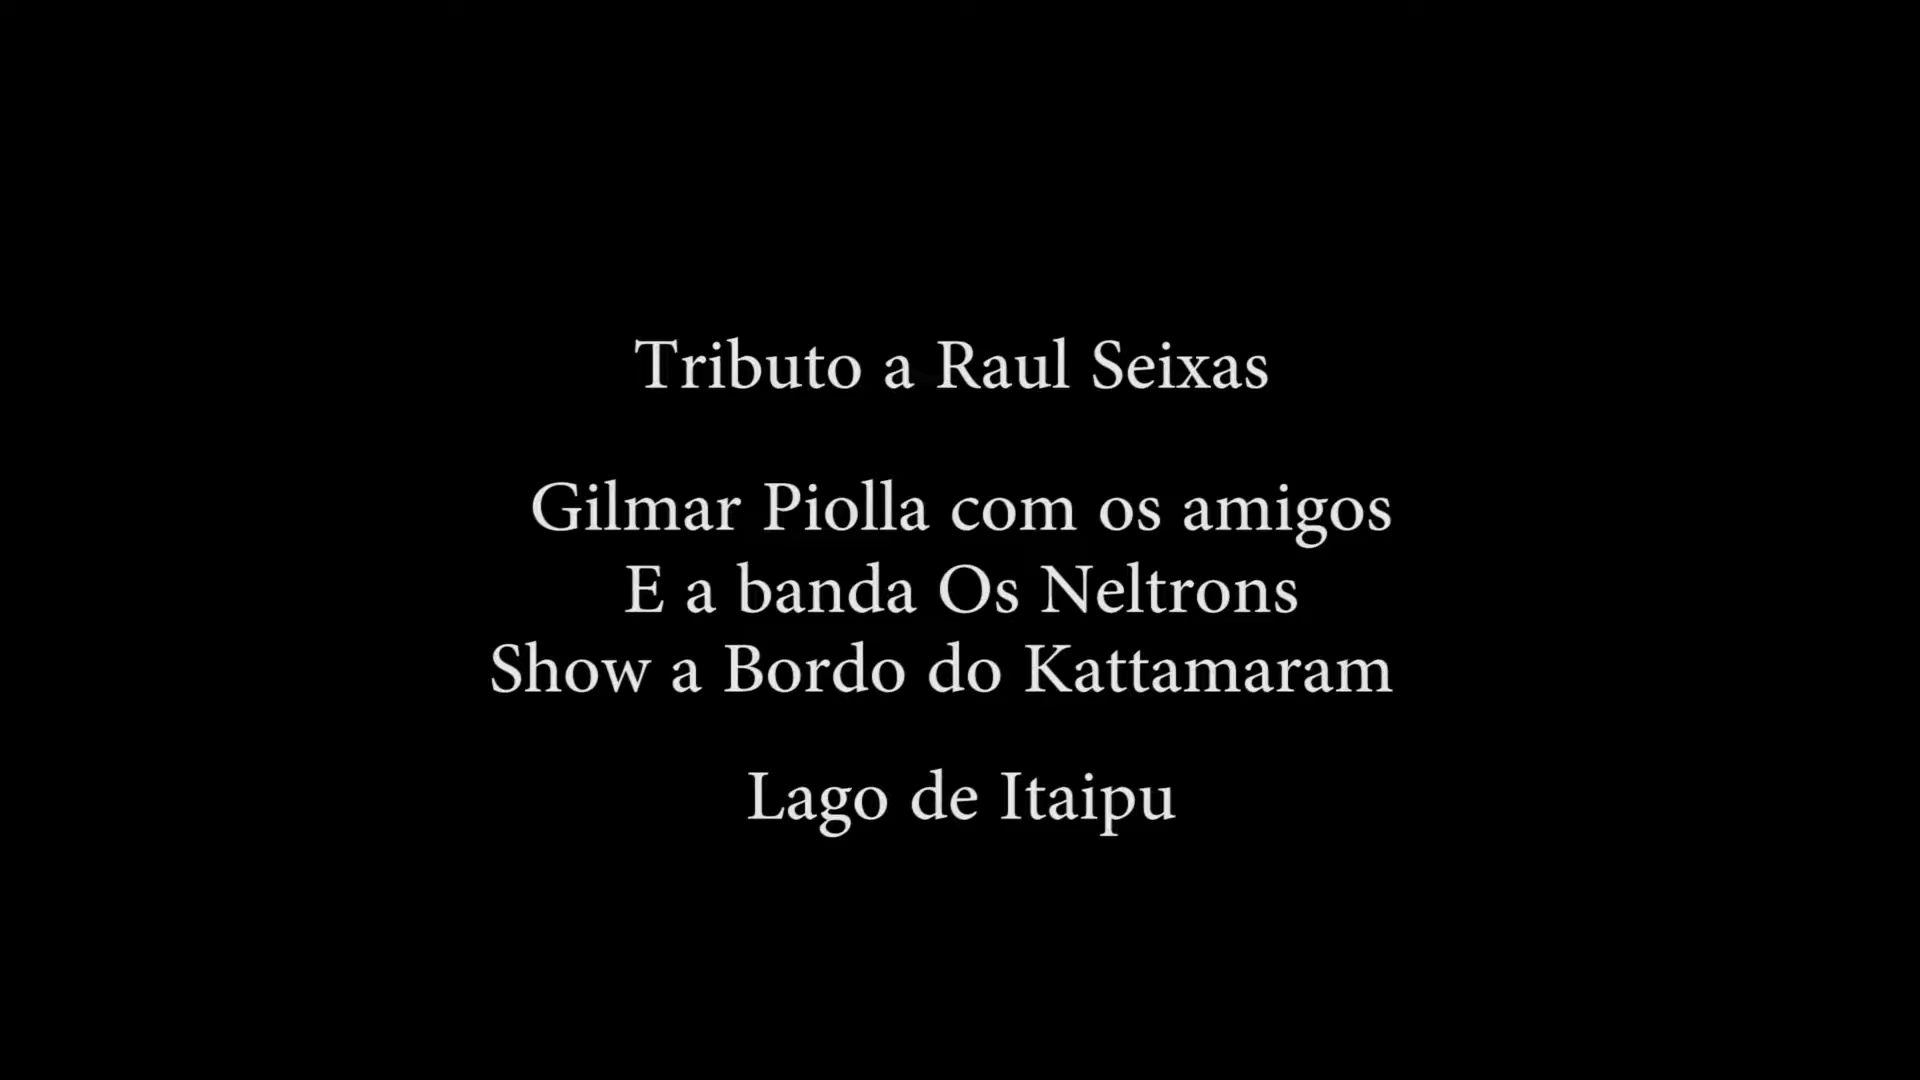 Tributo a Raul Seixas
Gilmar Piolla com os amigos
E a banda Os Neltrons
Show a Bordo do Kattamaram
Lago de Itaipu